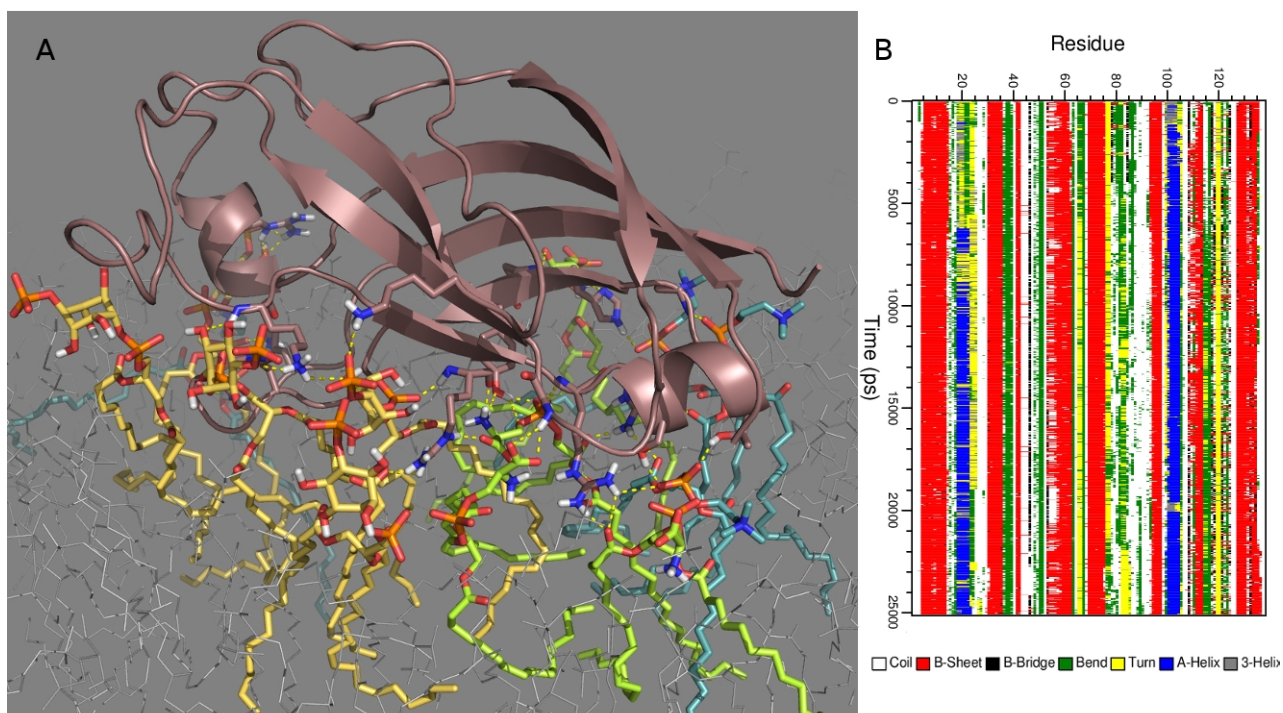 A
B
Residue
20 40 60 80 100 120
0
5000
10000
15000
20000
25000
Time (ps)
Coil B-Sheet B-Bridge Bend Turn A-Helix 3-Helix